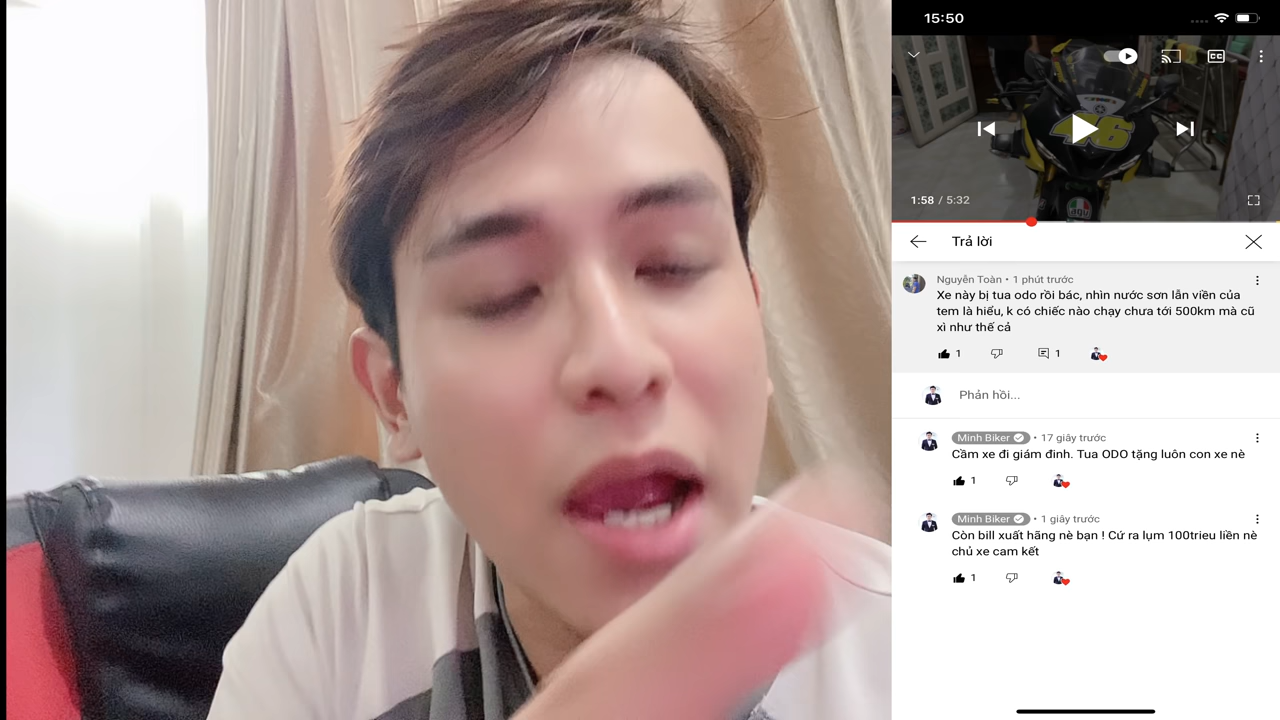 15:50
CC
46
AGV
1:58 / 5:32
Trả lời
Nguyễn Toàn • 1 phút trước
Xe này bị tua odo rồi bác, nhìn nước sơn lẫn viền của
tem là hiểu, k có chiếc nào chạy chưa tới 500km mà cũ
xì như thế cả
1
1
Phản hồi...
Minh Biker • 17 giây trước
Cầm xe đi giám đinh. Tua ODO tặng luôn con xe nè
1
Minh Biker • 1 giây trước
Còn bill xuất hãng nè bạn ! Cứ ra lụm 100trieu liền nè
chủ xe cam kết
1